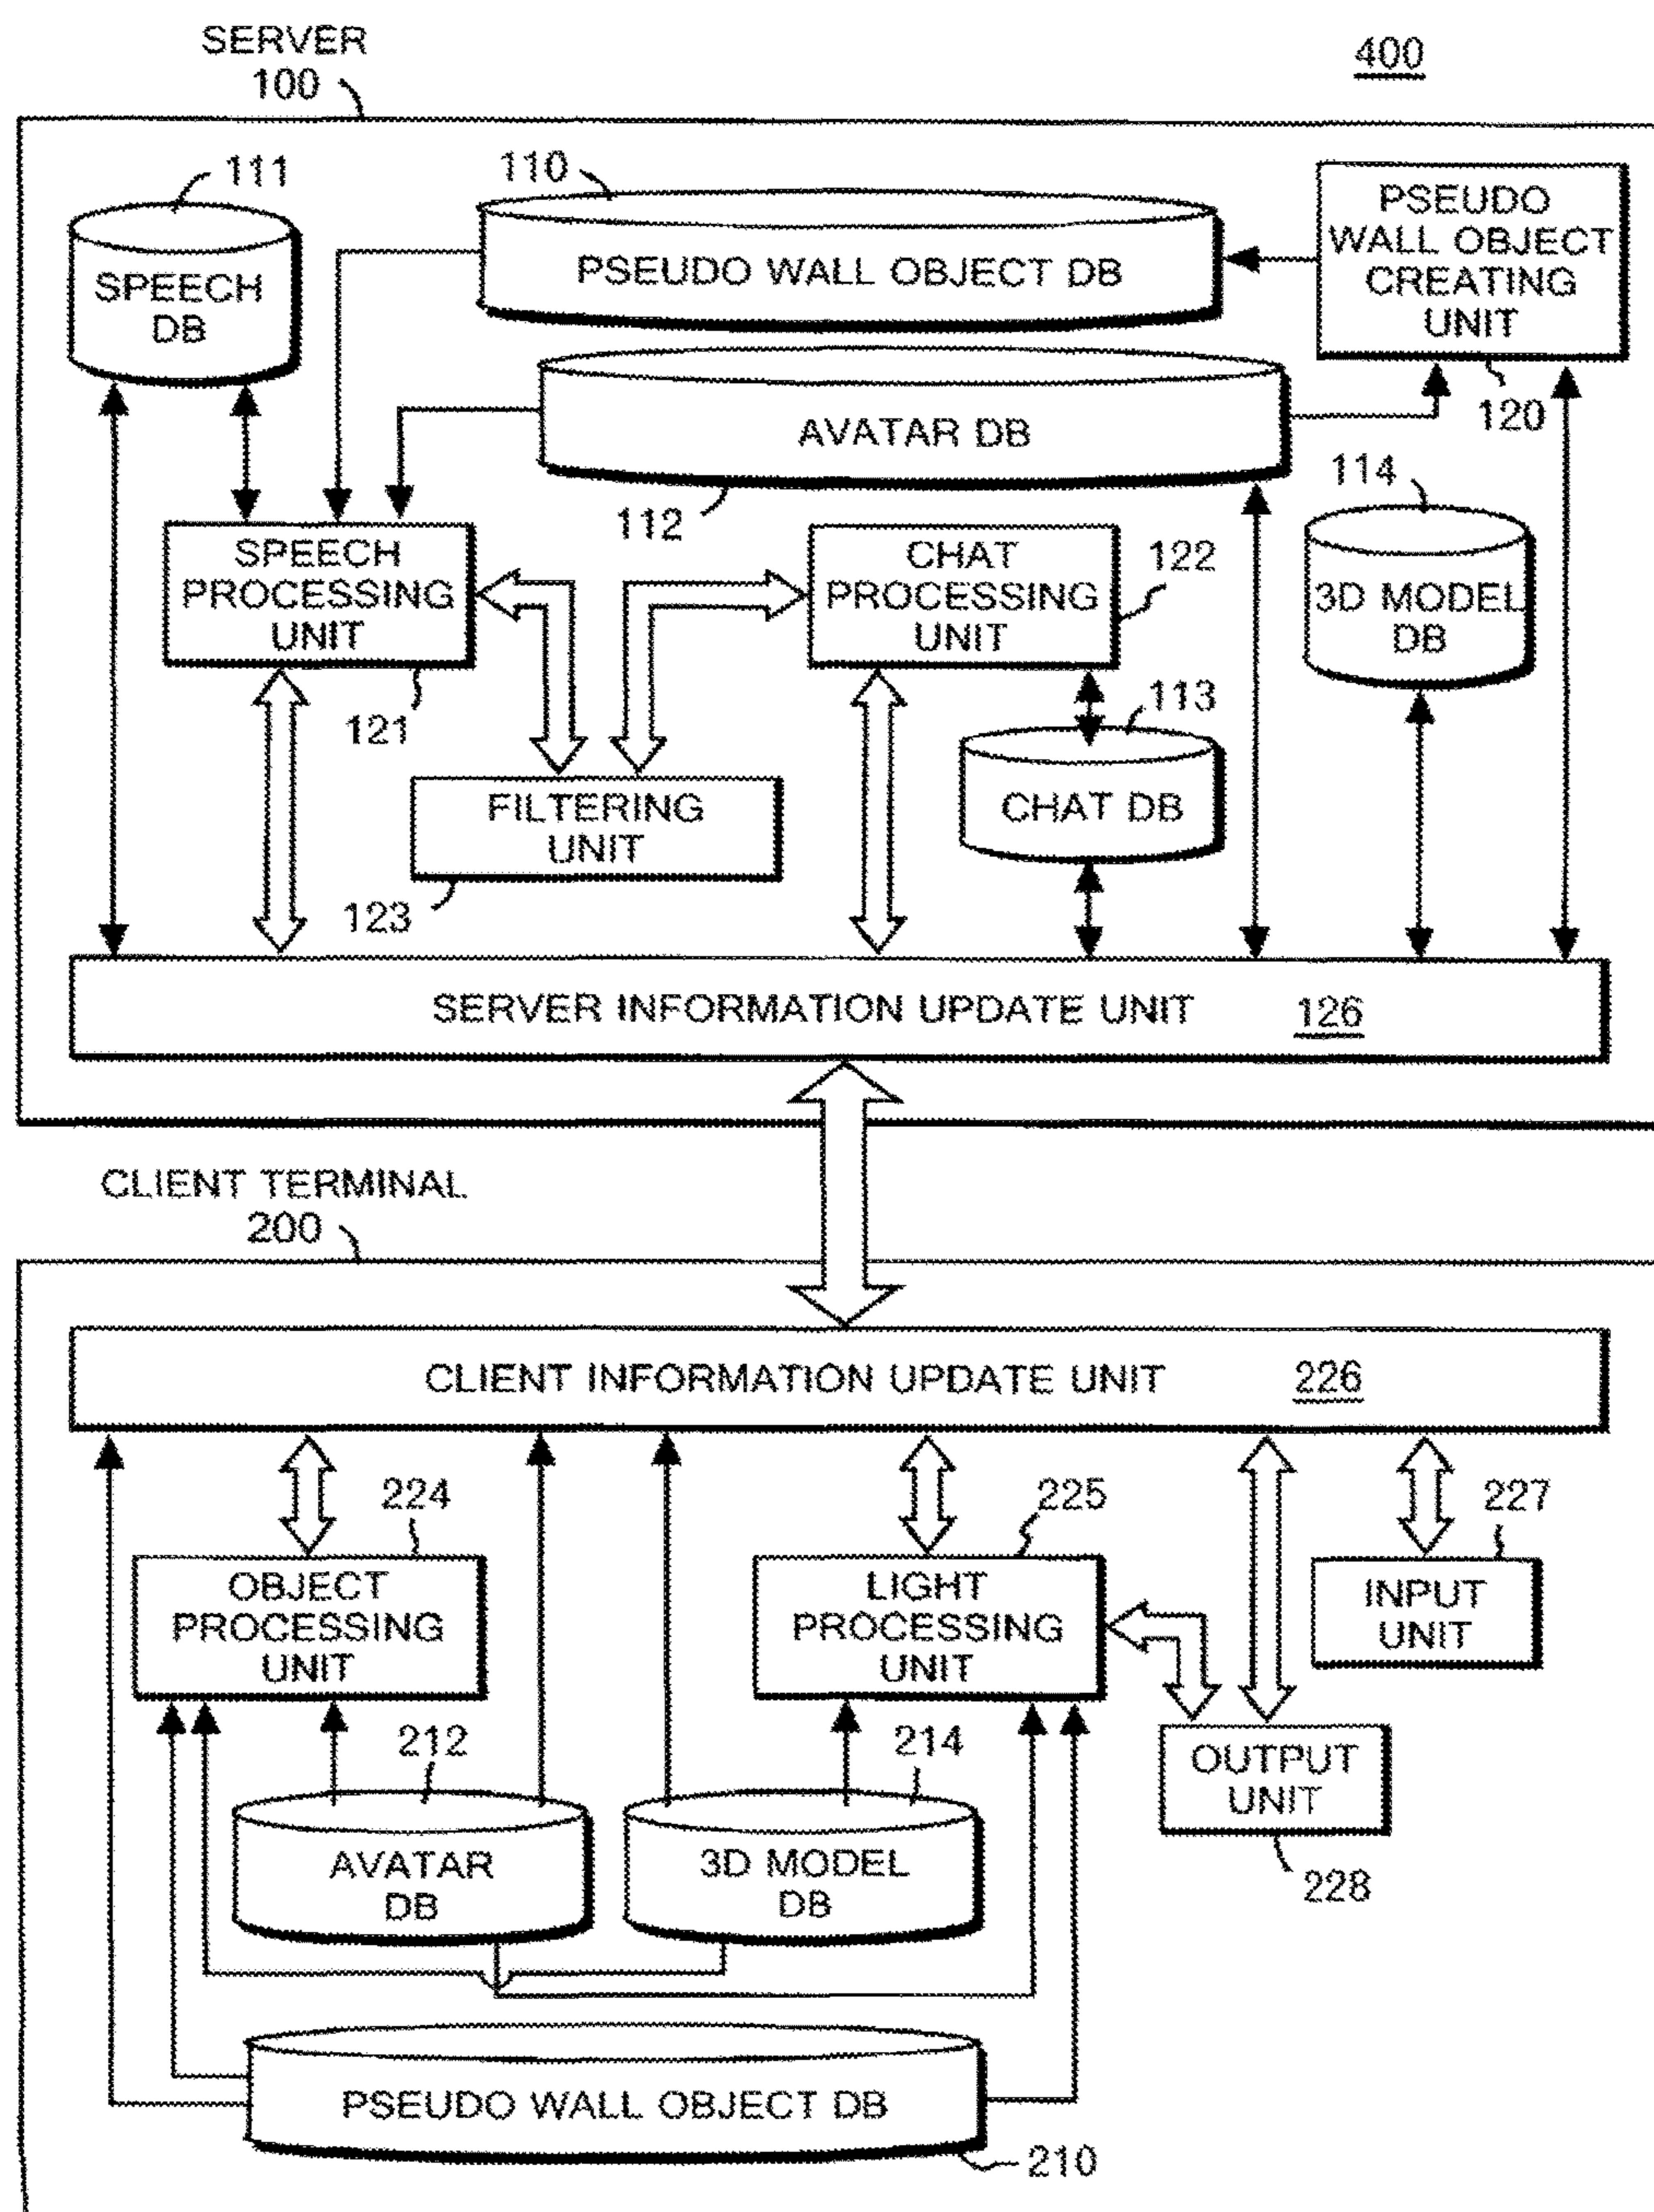 SERVER
100
400
111
110
PSEUDO
WALL OBJECT
CREATING
UNIT
SPEECH
DB
PSEUDO WALL OBJECT DB
120
AVATAR DB
112
114
SPEECH
PROCESSING
UNIT
CHAT
PROCESSING
UNIT
122
3D MODEL
DB
121
113
FILTERING
UNIT
CHAT DB
123
SERVER INFORMATION UPDATE UNIT 126
CLIENT TERMINAL
200
CLIENT INFORMATION UPDATE UNIT 226
224
225
227
OBJECT
PROCESSING
UNIT
LIGHT
PROCESSING
UNIT
INPUT
UNIT
212
214
OUTPUT
UNIT
AVATAR
DB
3D MODEL
DB
228
PSEUDO WALL OBJECT DB
210